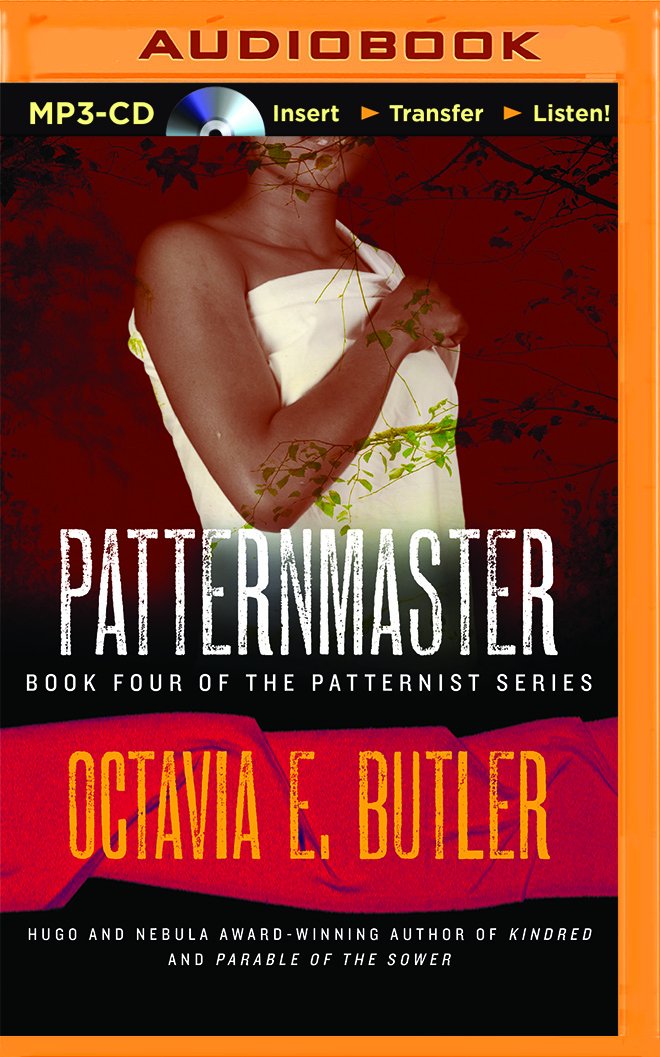 AUDIOBOOK
MP3-CD Insert ► Transfer ► Listen!
PATTERNMASTER
BOOK FOUR OF THE PATTERNIST SERIES
OCTAVIA E. BUTLER
HUGO AND NEBULA AWARD-WINNING AUTHOR OF KINDRED
AND PARABLE OF THE SOWER